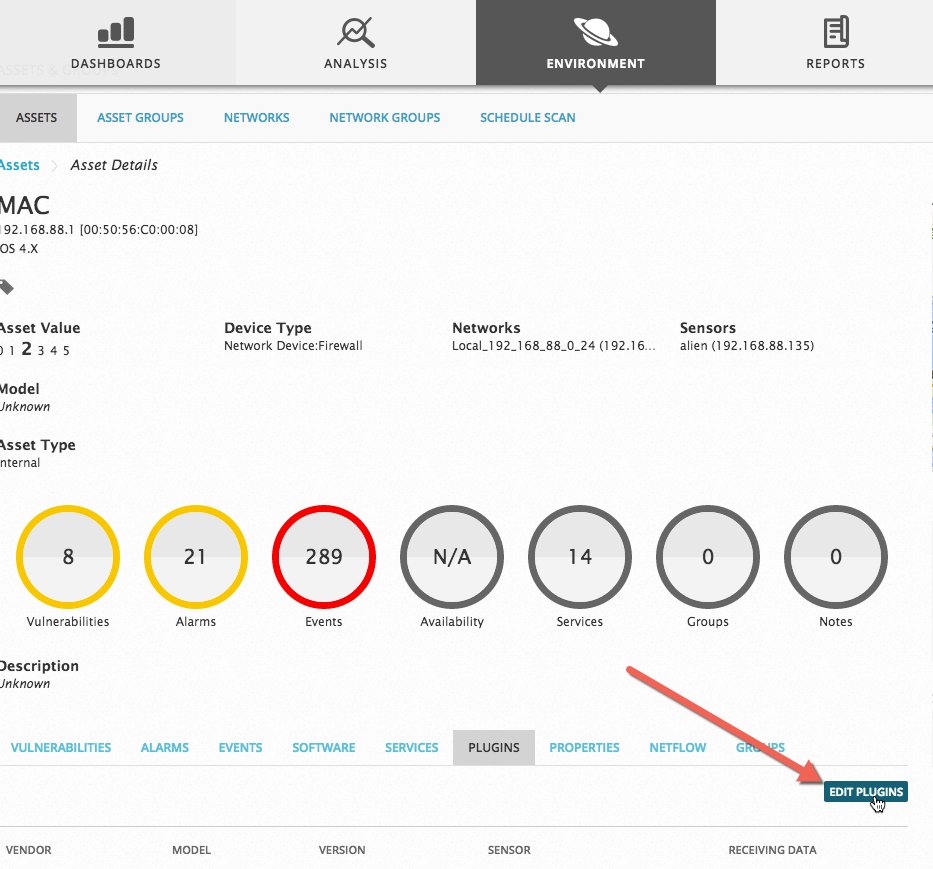 DASHBOARDS ANALYSIS ENVIRONMENT REPORTS
ASSETS & GROUPS
ASSETS ASSET GROUPS NETWORKS NETWORK GROUPS SCHEDULE SCAN
Assets Asset Details
MAC
192.168.88.1 [00:50:56:C0:00:08]
iOS 4.X
Asset Value Device Type Networks Sensors
0 1 2 3 4 5 Network Device:Firewall Local_192_168_88_0_24 (192.16... alien (192.168.88.135)
Model
Unknown
Asset Type
Internal
8 21 289 N/A 14 0 0
Vulnerabilities Alarms Events Availability Services Groups Notes
Description
Unknown
VULNERABILITIES ALARMS EVENTS SOFTWARE SERVICES PLUGINS PROPERTIES NETFLOW GROUPS
EDIT PLUGINS
VENDOR MODEL VERSION SENSOR RECEIVING DATA